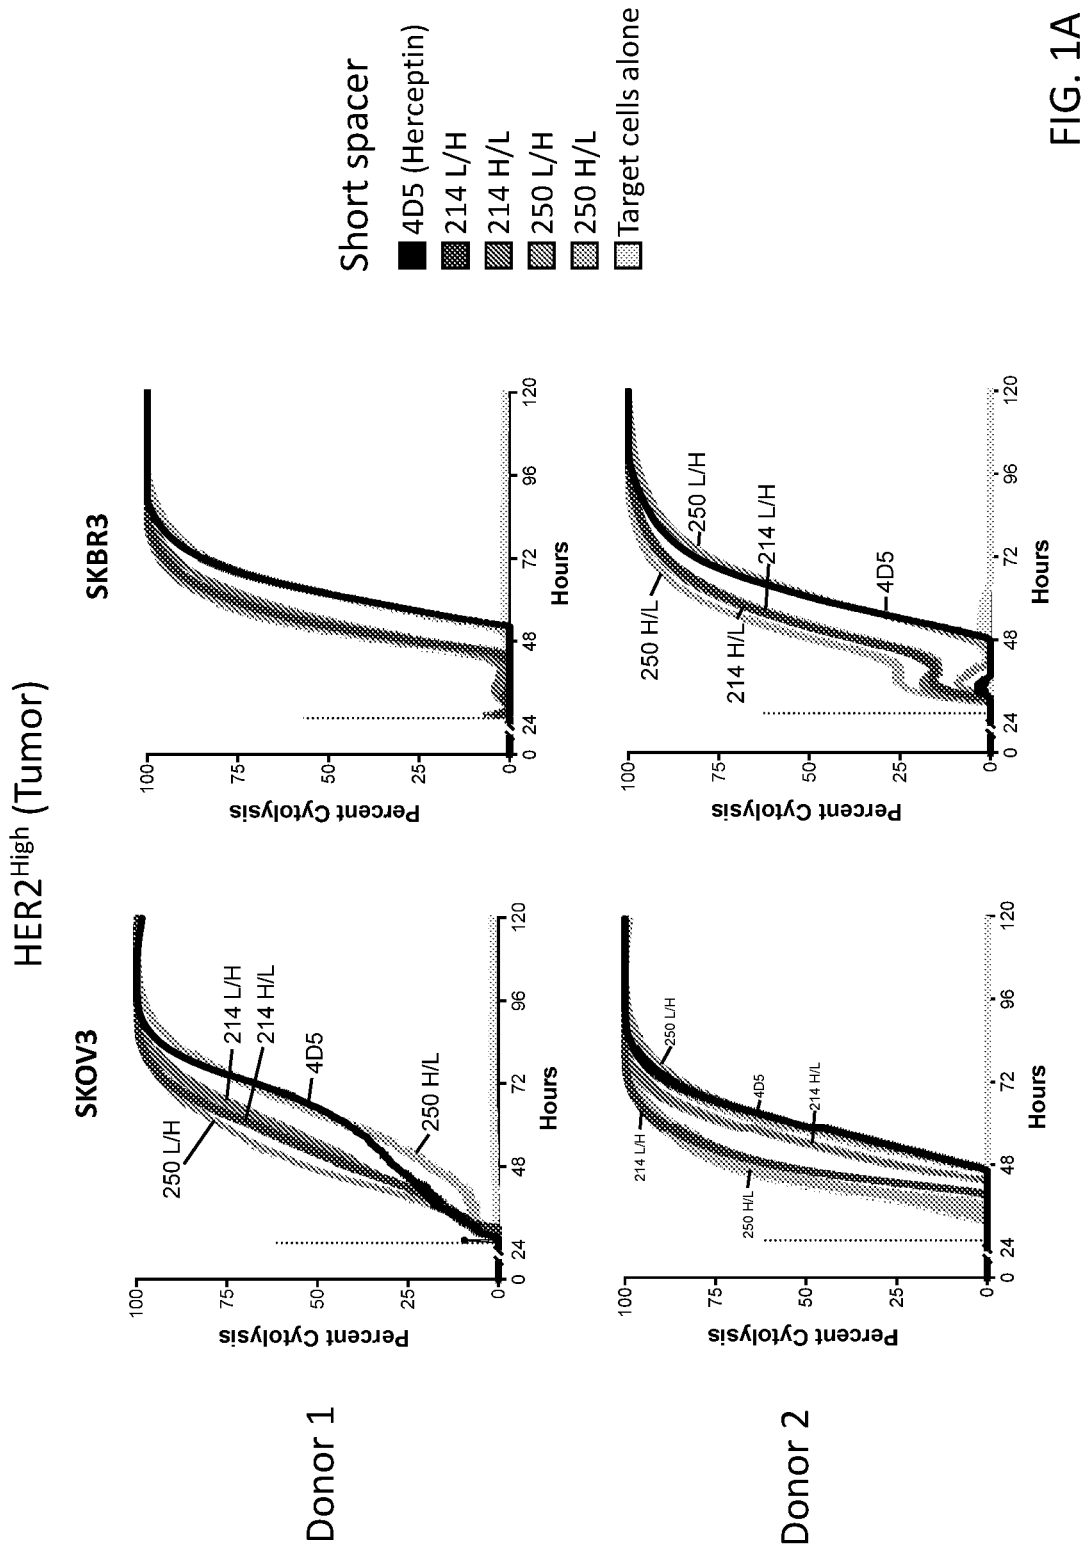 HER2High (Tumor)
SKOV3
SKBR3
Donor 1
Percent Cytolysis
100
75
50
25
0
250 L/H
214 L/H
214 H/L
4D5
250 H/L
0 24 48 72 96 120
Hours
Percent Cytolysis
100
75
50
25
0
0 24 48 72 96 120
Hours
Donor 2
Percent Cytolysis
100
75
50
25
0
214 L/H
250 H/L
250 L/H
4D5
214 H/L
0 24 48 72 96 120
Hours
Percent Cytolysis
100
75
50
25
0
250 H/L
214 H/L
250 L/H
214 L/H
4D5
0 24 48 72 96 120
Hours
Short spacer
4D5 (Herceptin)
214 L/H
214 H/L
250 L/H
250 H/L
Target cells alone
FIG. 1A